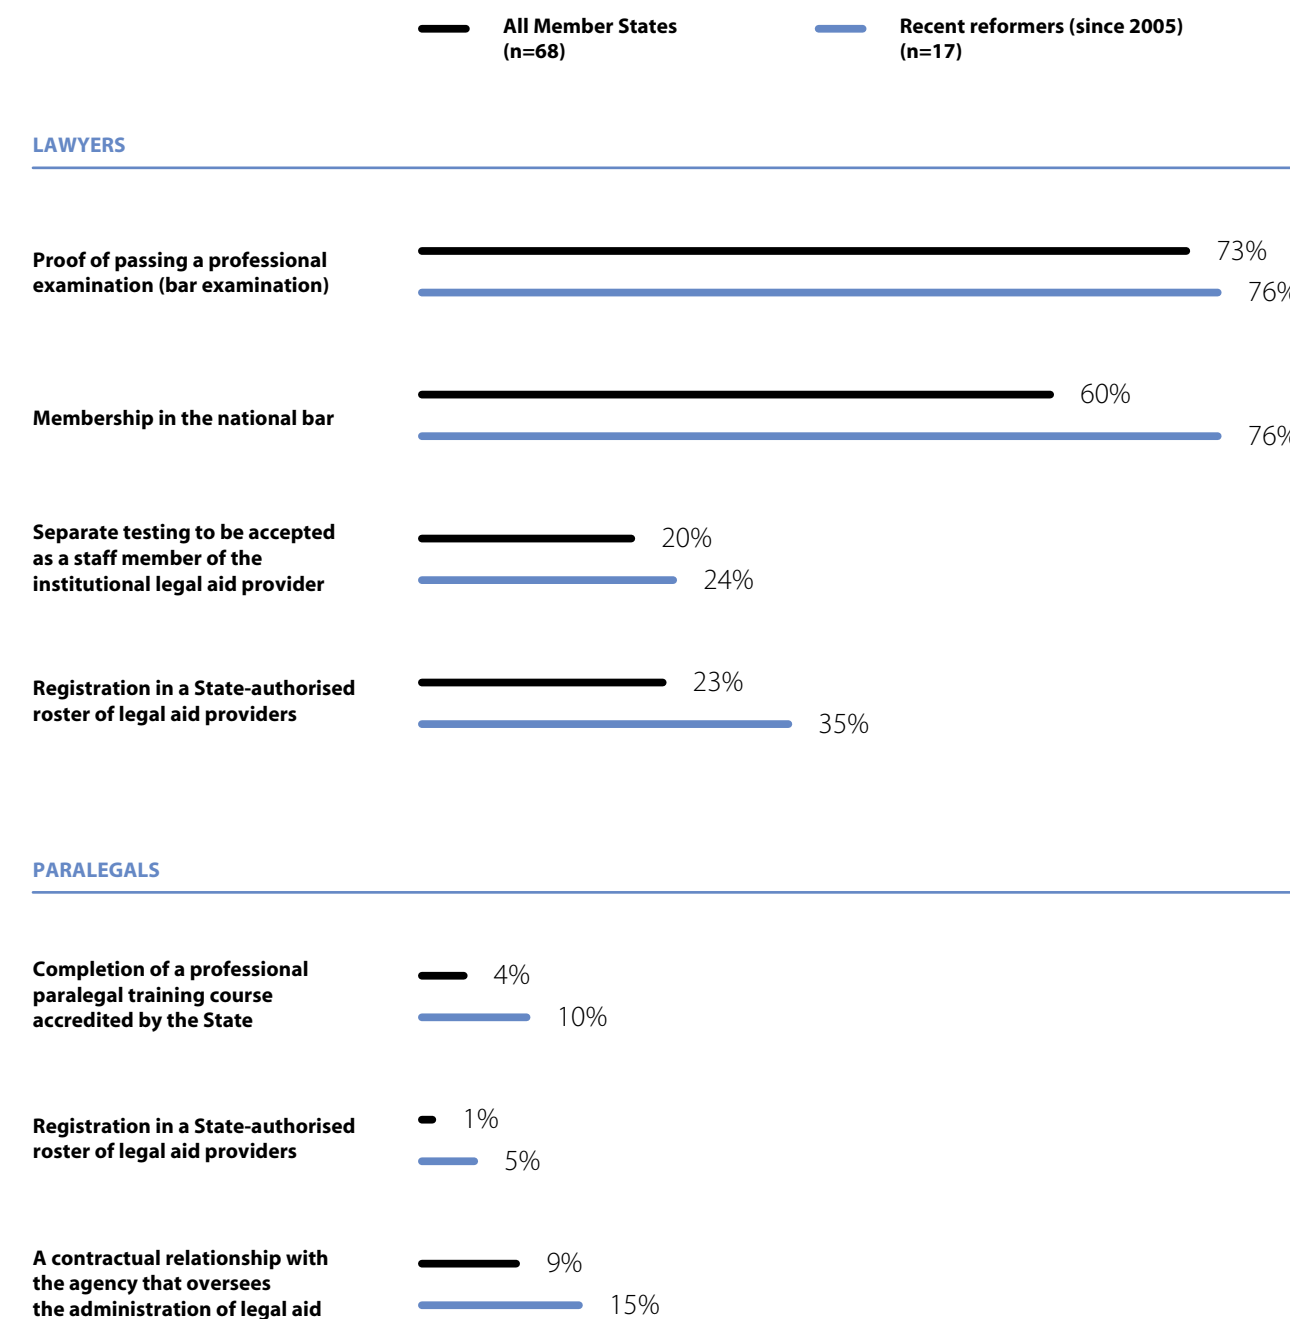 All Member States
(n=68)
Recent reformers (since 2005)
(n=17)
LAWYERS
Proof of passing a professional
examination (bar examination)
73%
76%
Membership in the national bar
60%
76%
Separate testing to be accepted
as a staff member of the
institutional legal aid provider
20%
24%
Registration in a State-authorised
roster of legal aid providers
23%
35%
PARALEGALS
Completion of a professional
paralegal training course
accredited by the State
4%
10%
Registration in a State-authorised
roster of legal aid providers
1%
5%
A contractual relationship with
the agency that oversees
the administration of legal aid
9%
15%